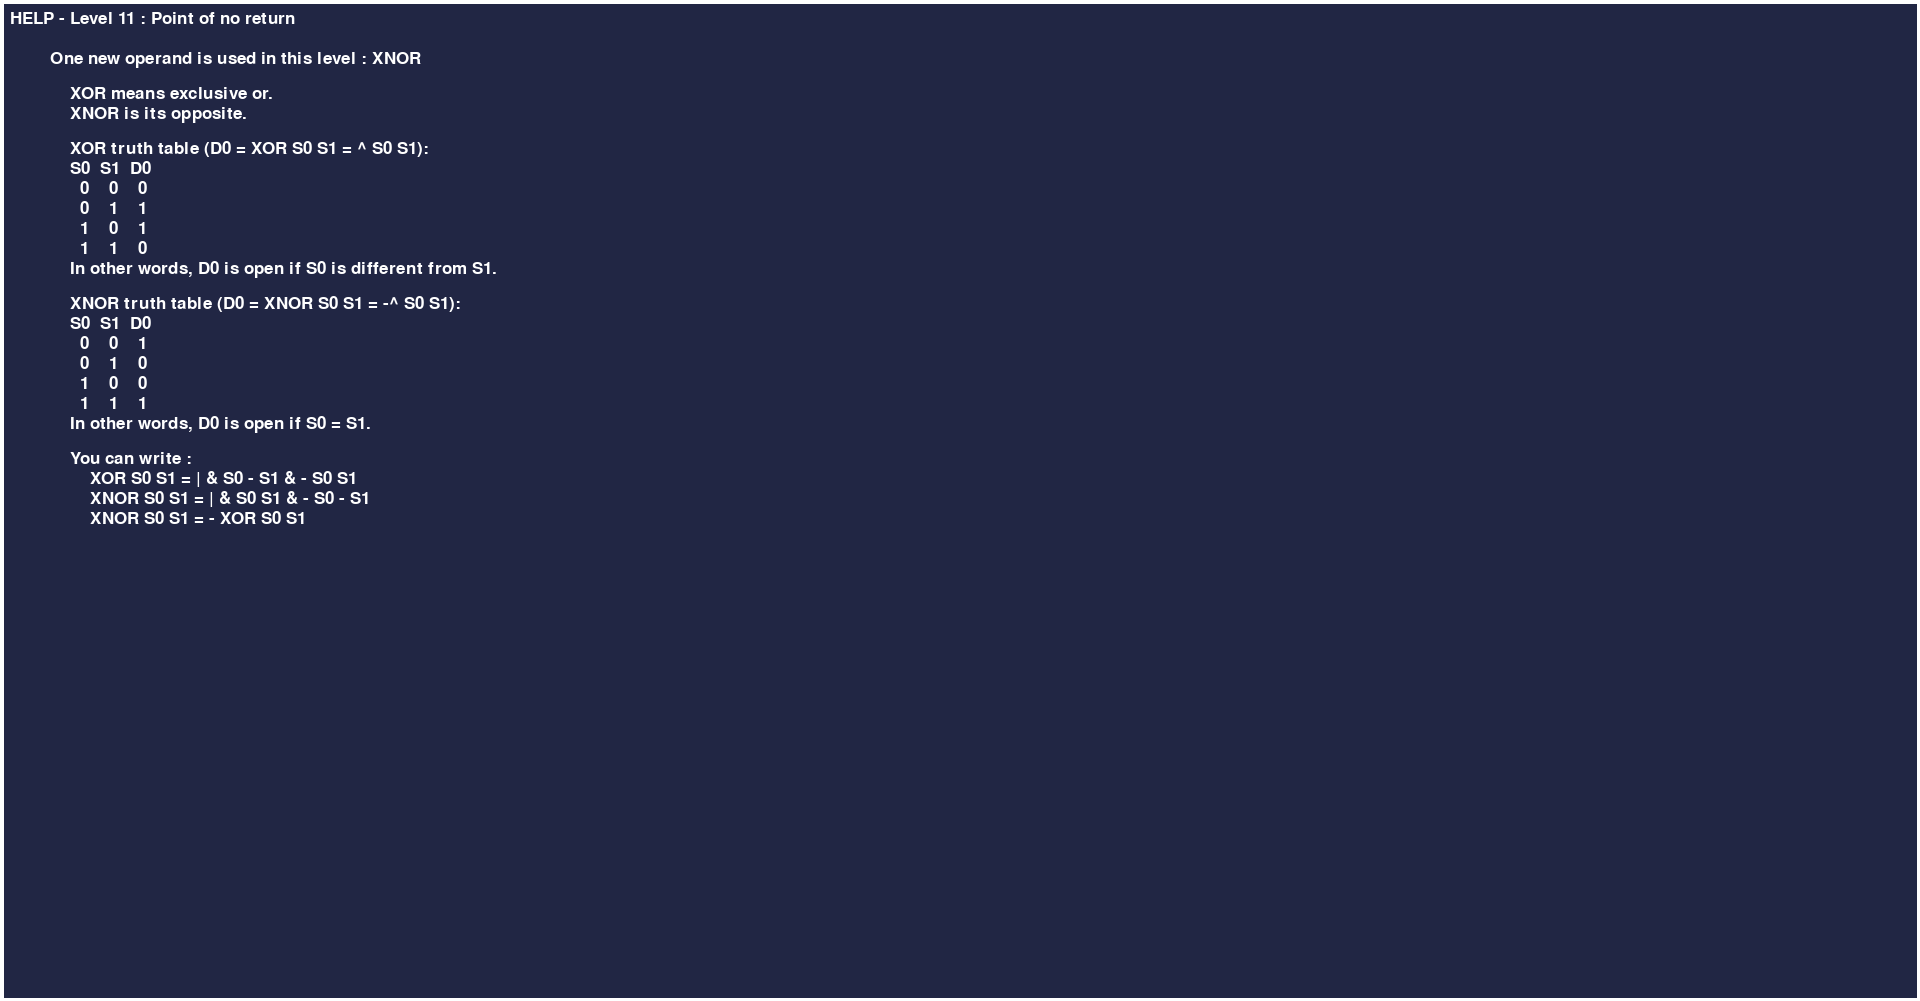 HELP - Level 11 : Point of no return
One new operand is used in this level : XNOR
XOR means exclusive or.
XNOR is its opposite.
XOR truth table (D0 = XOR S0 S1 = ^ S0 S1):
S0 S1 D0
0 0 0
0 1 1
1 0 1
1 1 0
In other words, D0 is open if S0 is different from S1.
XNOR truth table (D0 = XNOR S0 S1 = -^ S0 S1):
S0 S1 D0
0 0 1
0 1 0
1 0 0
1 1 1
In other words, D0 is open if S0 = S1.
You can write :
XOR S0 S1 = | & S0 - S1 & - S0 S1
XNOR S0 S1 = | & S0 S1 & - S0 - S1
XNOR S0 S1 = - XOR S0 S1